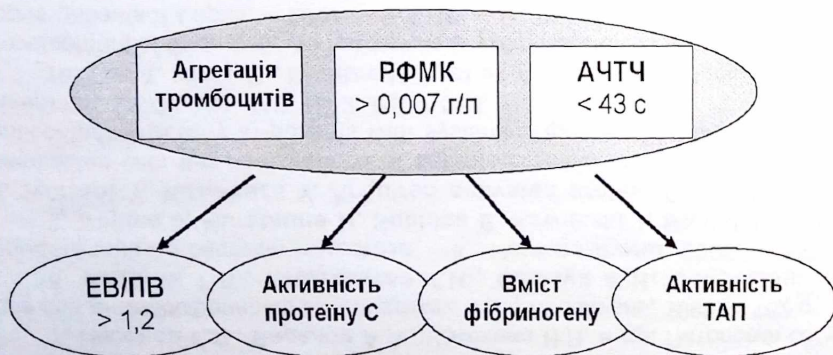 Агрегація
тромбоцитів
РФМК
> 0,007 г/л
АЧТЧ
< 43 с
ЕВ/ПВ
> 1,2
Активність
протеїну С
Вміст
фібриногену
Активність
ТАП